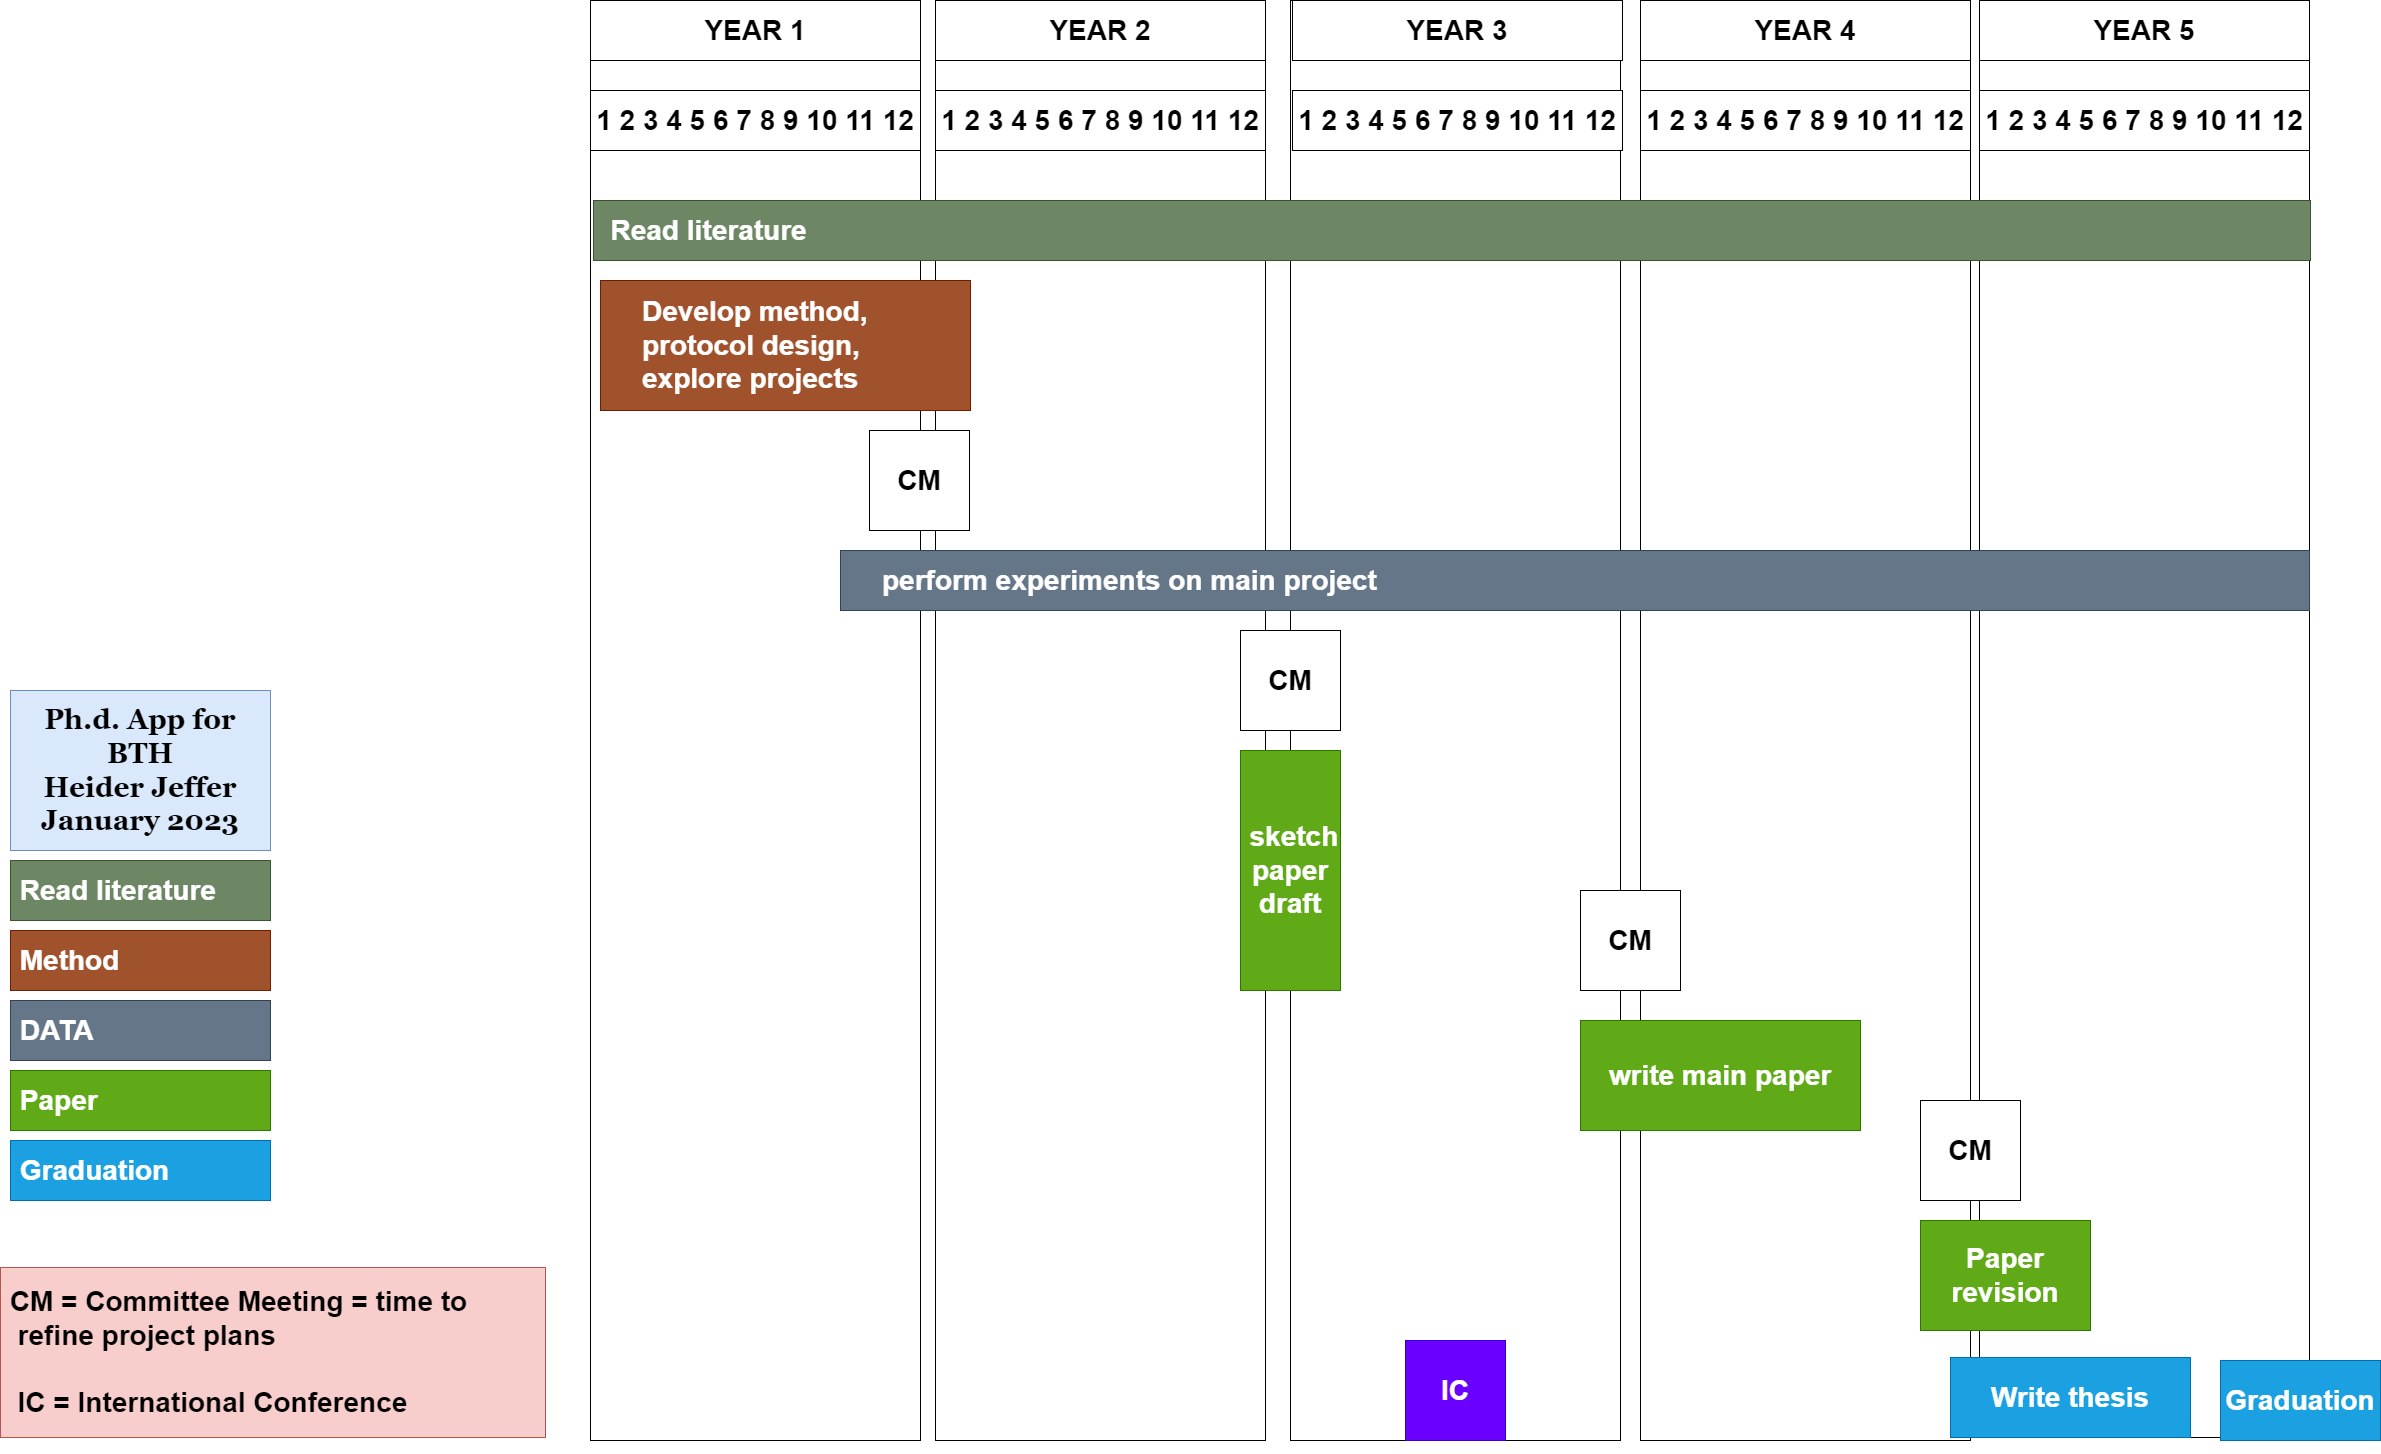 YEAR 1
YEAR 2
YEAR 3
YEAR 4
YEAR 5
1 2 3 4 5 6 7 8 9 10 11 12
1 2 3 4 5 6 7 8 9 10 11 12
1 2 3 4 5 6 7 8 9 10 11 12
1 2 3 4 5 6 7 8 9 10 11 12
1 2 3 4 5 6 7 8 9 10 11 12
Read literature
Develop method,
protocol design,
explore projects
CM
perform experiments on main project
CM
sketch
paper
draft
CM
write main paper
CM
Paper
revision
IC
Write thesis
Graduation
Ph.d. App for
BTH
Heider Jeffer
January 2023
Read literature
Method
DATA
Paper
Graduation
CM = Committee Meeting = time to
refine project plans
IC = International Conference